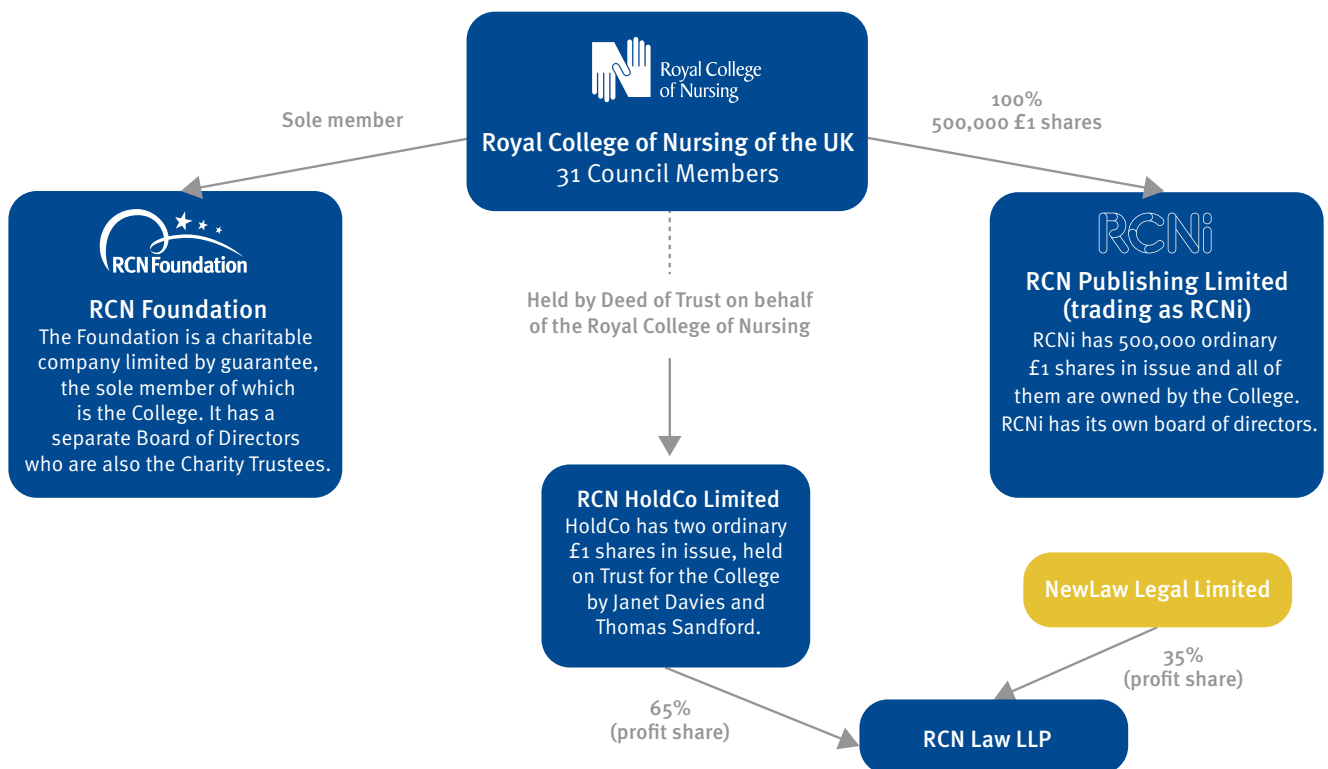 Royal College
of Nursing
Royal College of Nursing of the UK
31 Council Members
Sole member
100%
500,000 £1 shares
RCN Foundation
RCN Foundation
The Foundation is a charitable
company limited by guarantee,
the sole member of which
is the College. It has a
separate Board of Directors
who are also the Charity Trustees.
Held by Deed of Trust on behalf
of the Royal College of Nursing
RCNi
RCN Publishing Limited
(trading as RCNi)
RCNi has 500,000 ordinary
£1 shares in issue and all of
them are owned by the College.
RCNi has its own board of directors.
RCN HoldCo Limited
HoldCo has two ordinary
£1 shares in issue, held
on Trust for the College
by Janet Davies and
Thomas Sandford.
NewLaw Legal Limited
65%
(profit share)
35%
(profit share)
RCN Law LLP